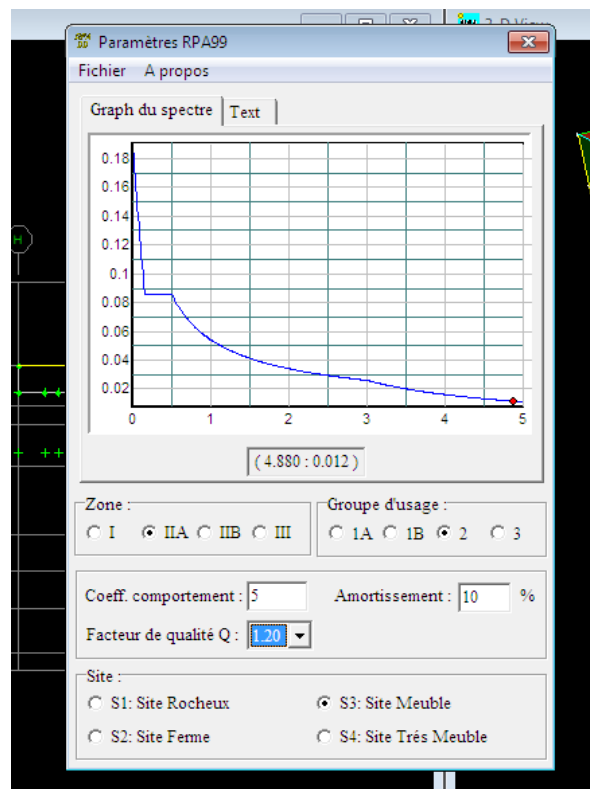 3-D View
Paramètres RPA99
Fichier A propos
Graph du spectre Text
0.18
0.16
0.14
0.12
0.1
0.08
0.06
0.04
0.02
0 1 2 3 4 5
( 4.880 : 0.012 )
Zone :
I IIA IIB III
Groupe d'usage :
1A 1B 2 3
Coeff. comportement : 5 Amortissement : 10 %
Facteur de qualité Q : 1.20
Site :
S1: Site Rocheux S3: Site Meuble
S2: Site Ferme S4: Site Trés Meuble
H